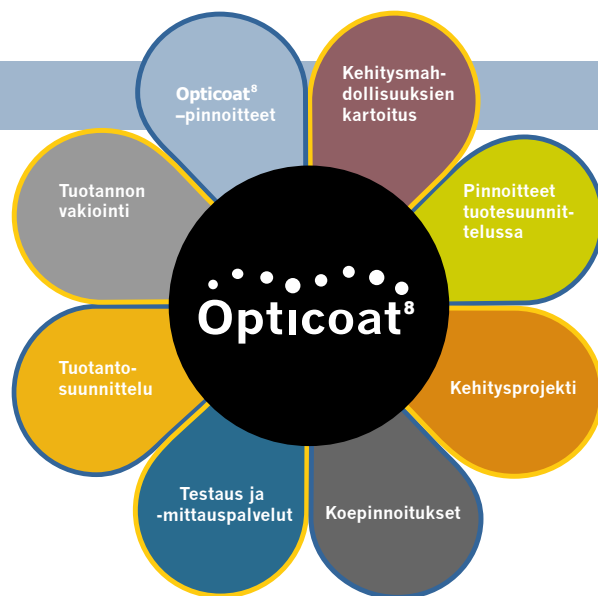 Opticoat⁸
–pinnoitteet
Kehitysmah-
dollisuuksien
kartoitus
Pinnoitteet
tuotesuunnit-
telussa
Kehitysprojekti
Koepinnoitukset
Testaus ja
-mittauspalvelut
Tuotanto-
suunnittelu
Tuotannon
vakiointi
Opticoat⁸